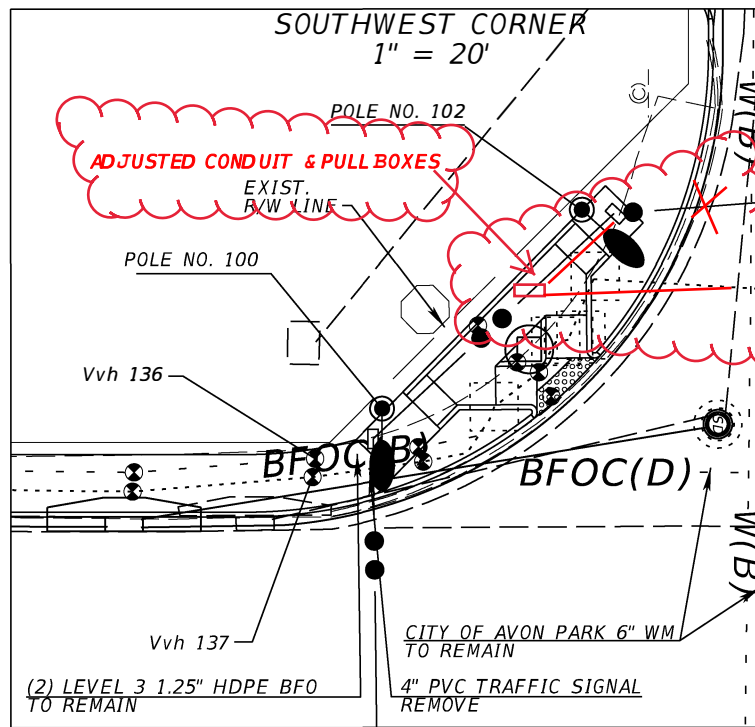 SOUTHWEST CORNER
1" = 20'
POLE NO. 102
ADJUSTED CONDUIT & PULL BOXES
EXIST.
R/W LINE
W(B)
POLE NO. 100
Vvh 136
BFOC(B)
BFOC(D)
W(B)
Vvh 137
CITY OF AVON PARK 6" WM
TO REMAIN
(2) LEVEL 3 1.25" HDPE BFO
TO REMAIN
4" PVC TRAFFIC SIGNAL
REMOVE